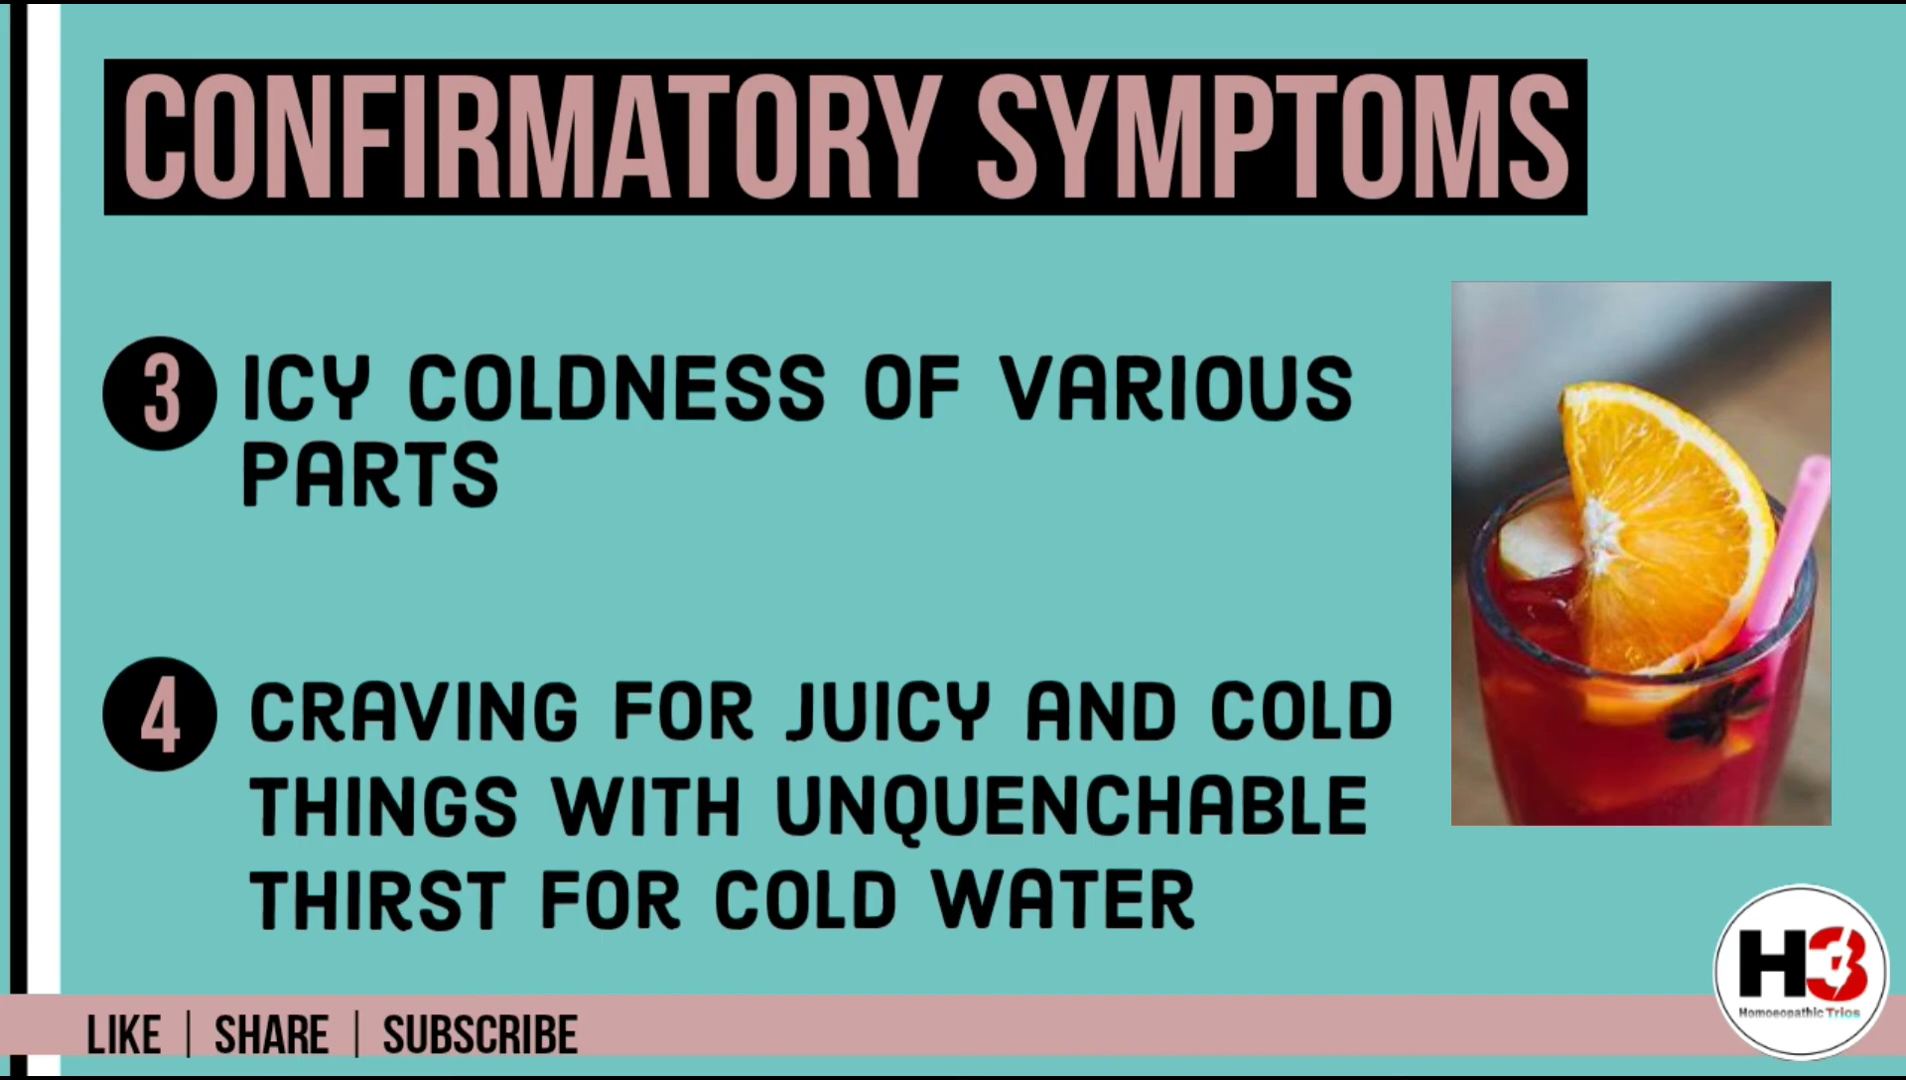 CONFIRMATORY SYMPTOMS
3 ICY COLDNESS OF VARIOUS
PARTS
4 CRAVING FOR JUICY AND COLD
THINGS WITH UNQUENCHABLE
THIRST FOR COLD WATER
H3
Homoeopathic Trios
LIKE | SHARE | SUBSCRIBE